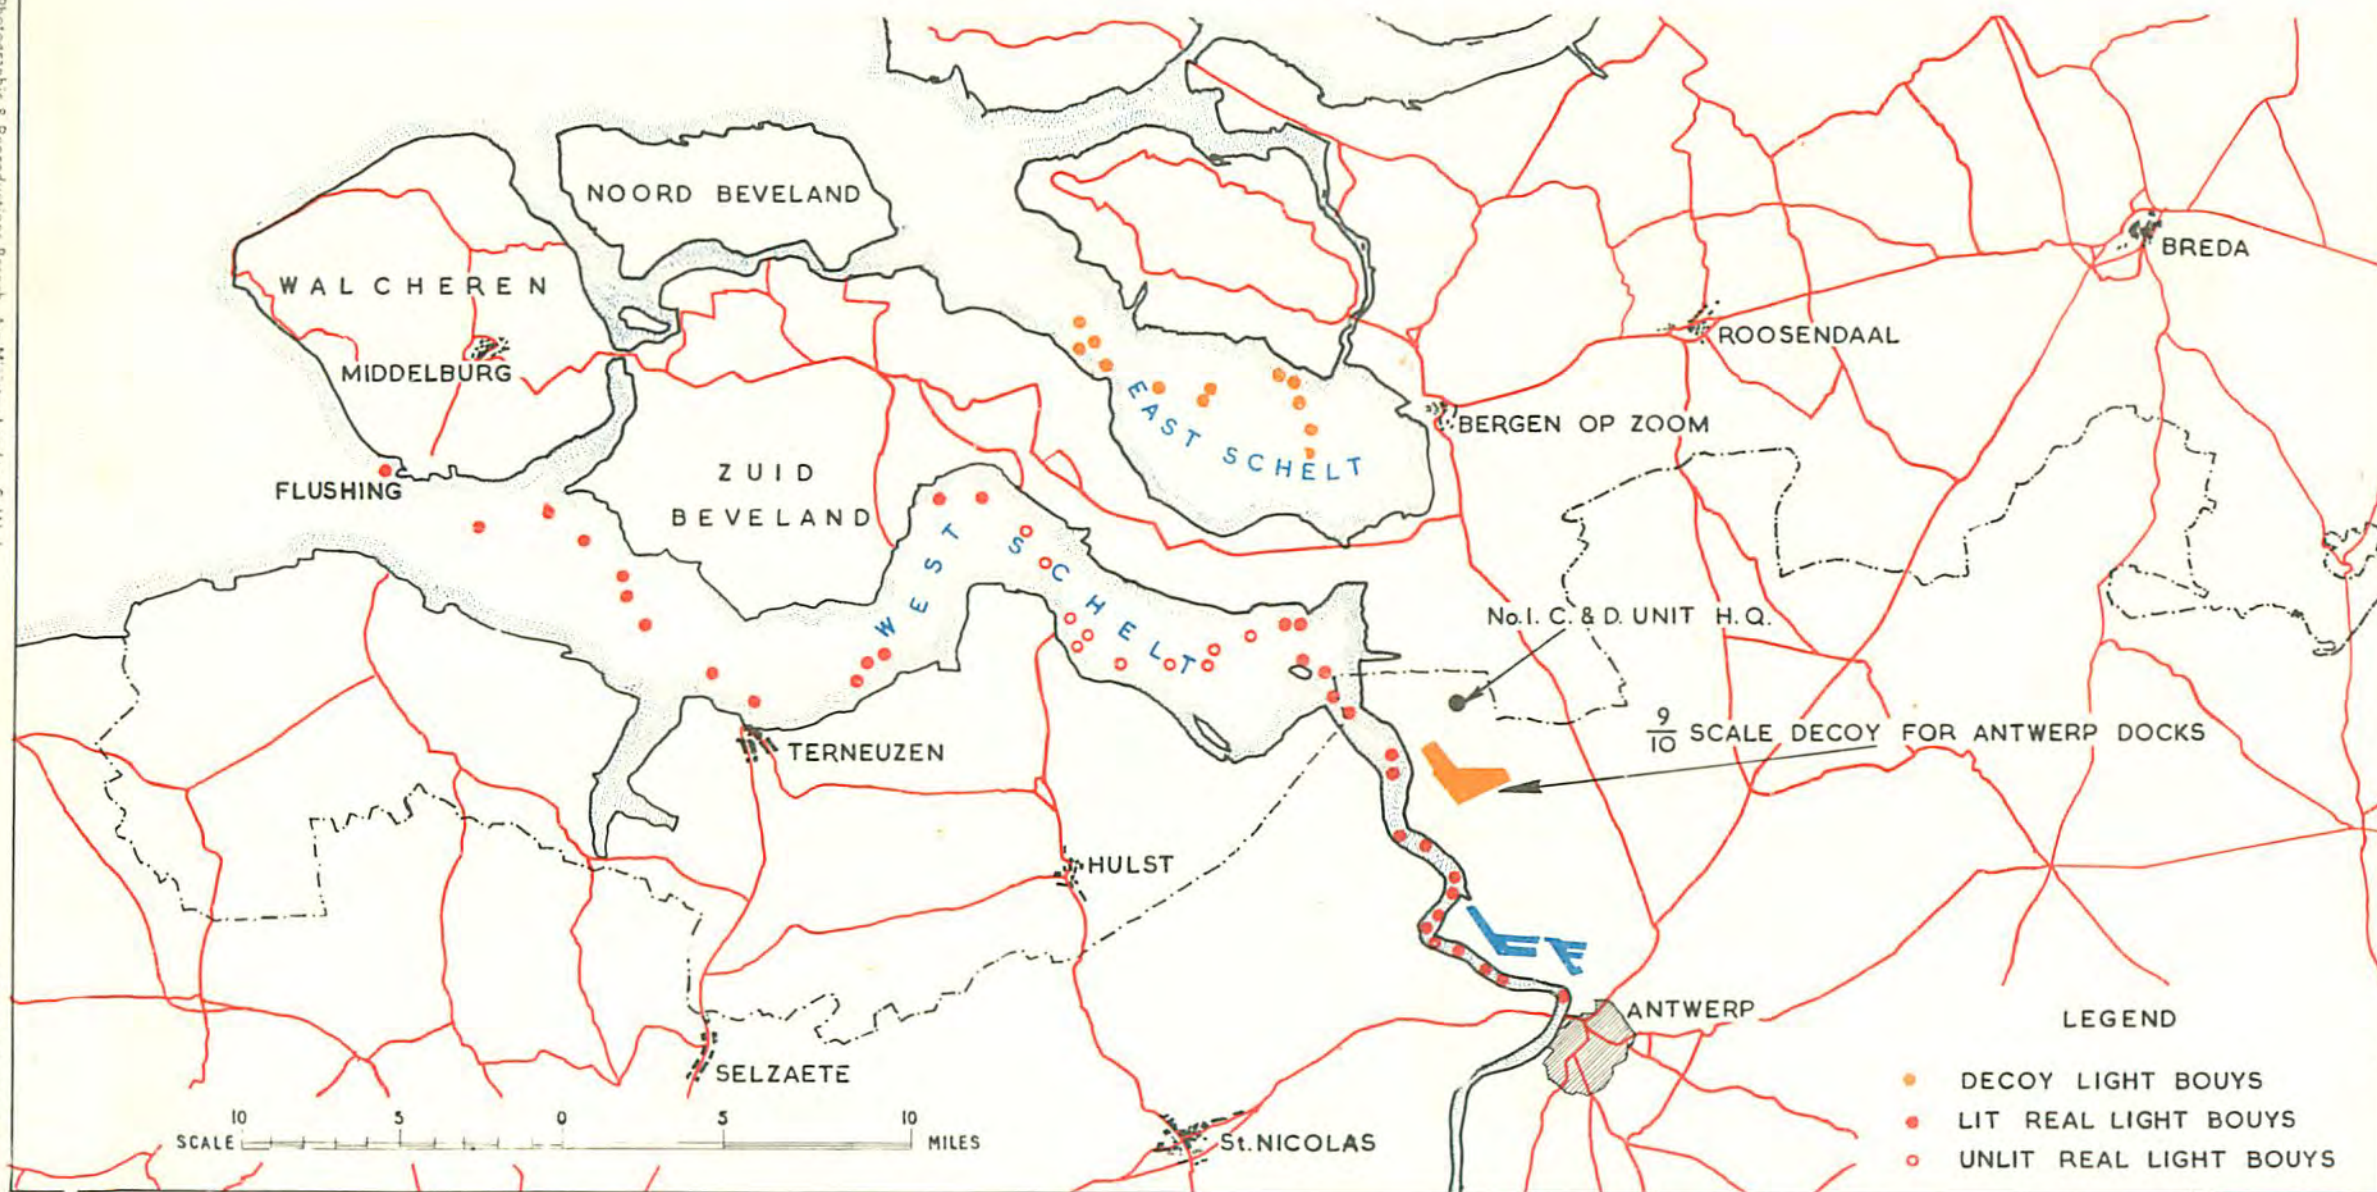 NOORD BEVELAND
WALCHEREN
BREDA
ROOSENDAAL
MIDDELBURG
EAST SCHELT
BERGEN OP ZOOM
FLUSHING
ZUID
BEVELAND
WEST SCHELT
No.1. C. & D. UNIT H.Q.
9/10 SCALE DECOY FOR ANTWERP DOCKS
TERNEUZEN
HULST
ANTWERP
SELZAETE
St. NICOLAS
10 5 0 5 10
SCALE MILES
LEGEND
DECOY LIGHT BOUYS
LIT REAL LIGHT BOUYS
UNLIT REAL LIGHT BOUYS